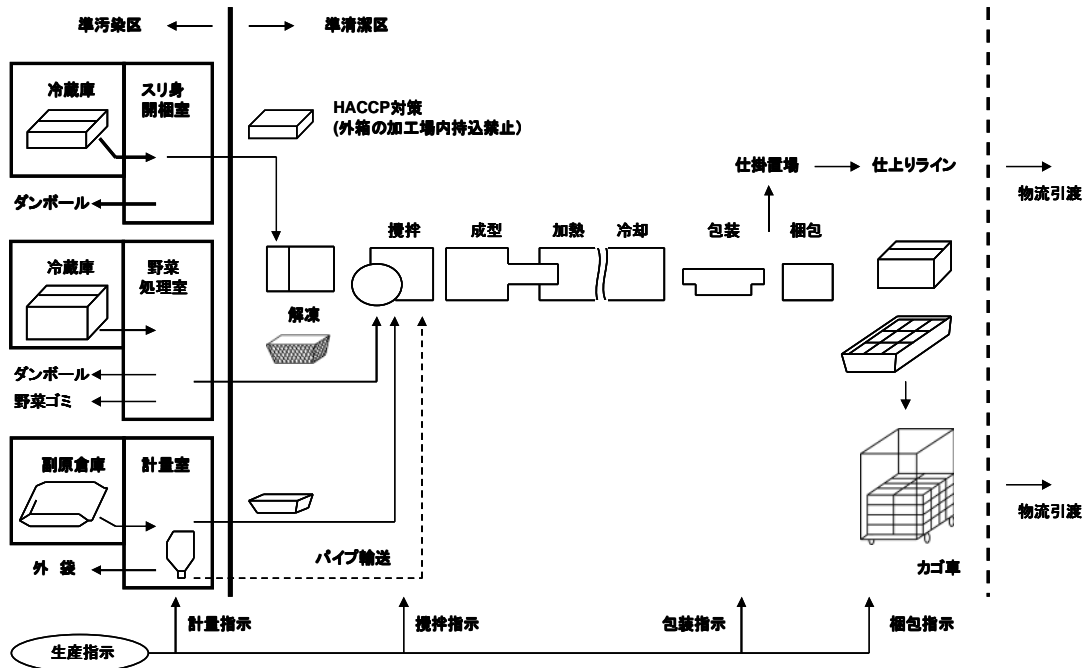 準汚染区
準清潔区
冷蔵庫
スリ身
開梱室
HACCP対策
(外箱の加工場内持込禁止)
ダンボール
仕掛置場
仕上りライン
物流引渡
冷蔵庫
野菜
処理室
解凍
攪拌
成型
加熱
冷却
包装
梱包
ダンボール
野菜ゴミ
副原倉庫
計量室
外 袋
パイプ輸送
カゴ車
物流引渡
生産指示
計量指示
攪拌指示
包装指示
梱包指示